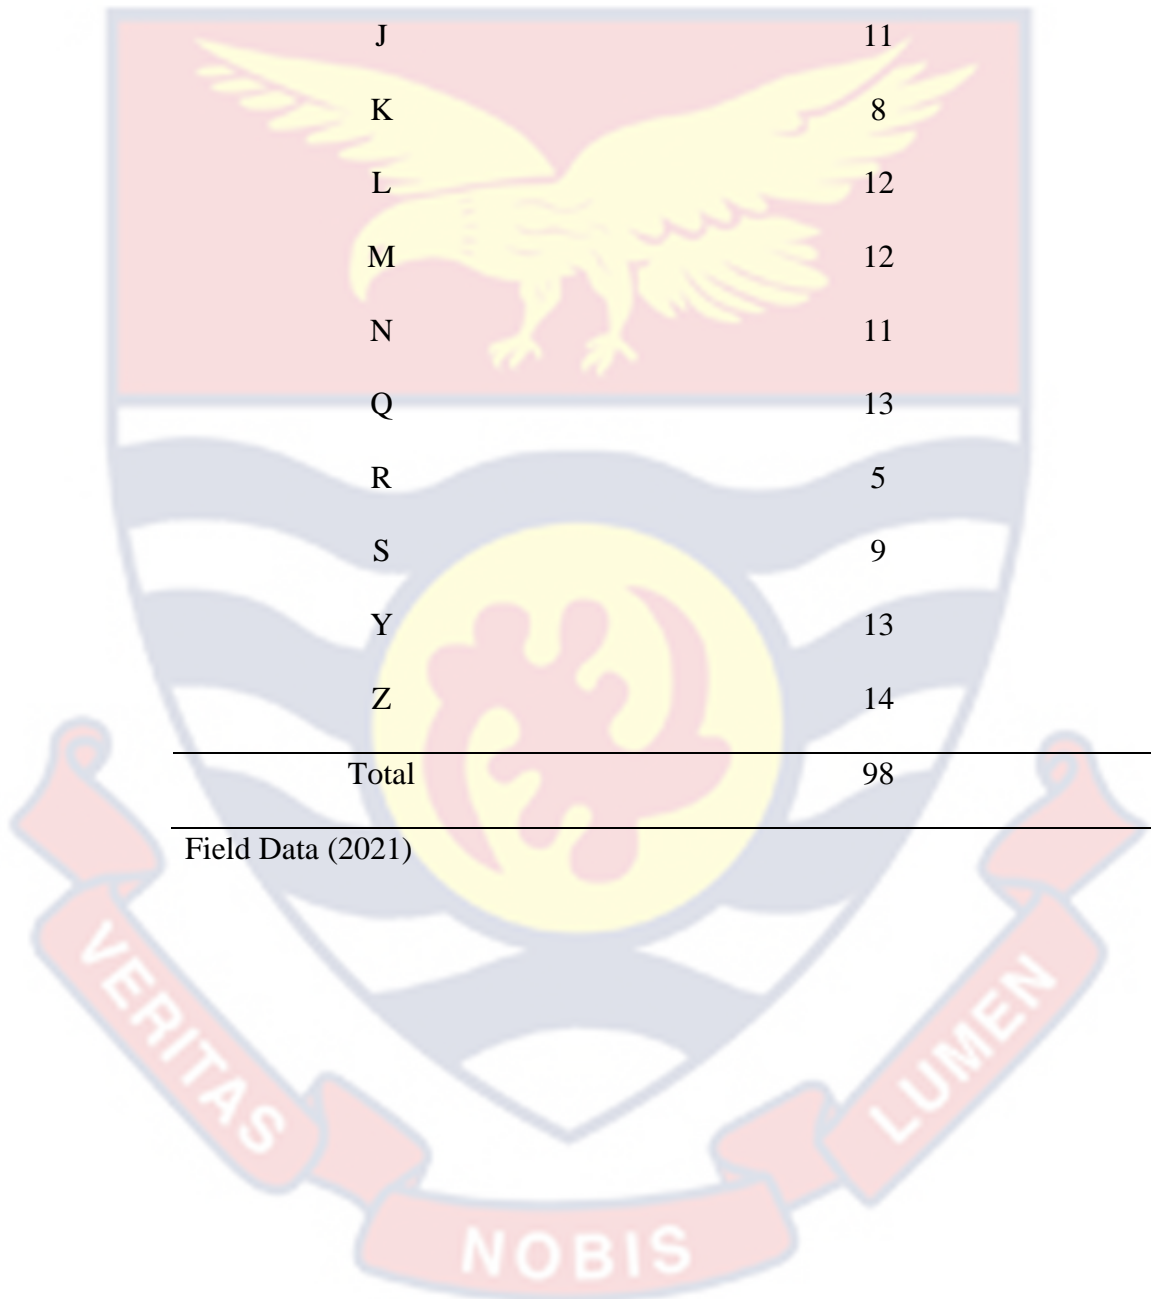 J 11
K 8
L 12
M 12
N 11
Q 13
R 5
S 9
Y 13
Z 14
Total 98
Field Data (2021)
VERITAS
NOBIS
LUMEN